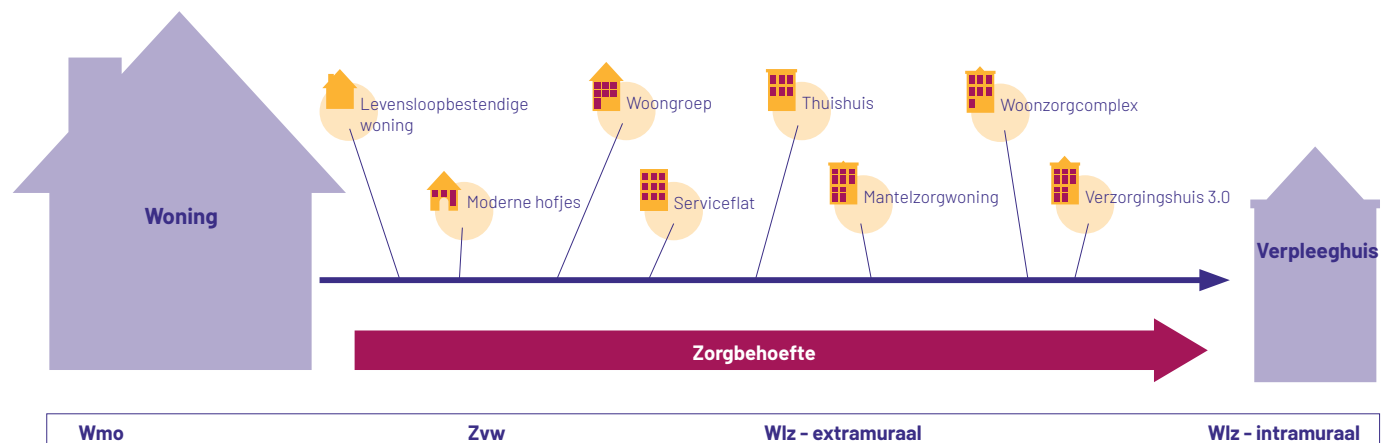 Levensloopbestendige
woning
Woongroep
Thuishuis
Woonzorgcomplex
Moderne hofjes
Serviceflat
Mantelzorgwoning
Verzorgingshuis 3.0
Woning
Verpleeghuis
Zorgbehoefte
Wmo
Zvw
Wlz - extramuraal
Wlz - intramuraal